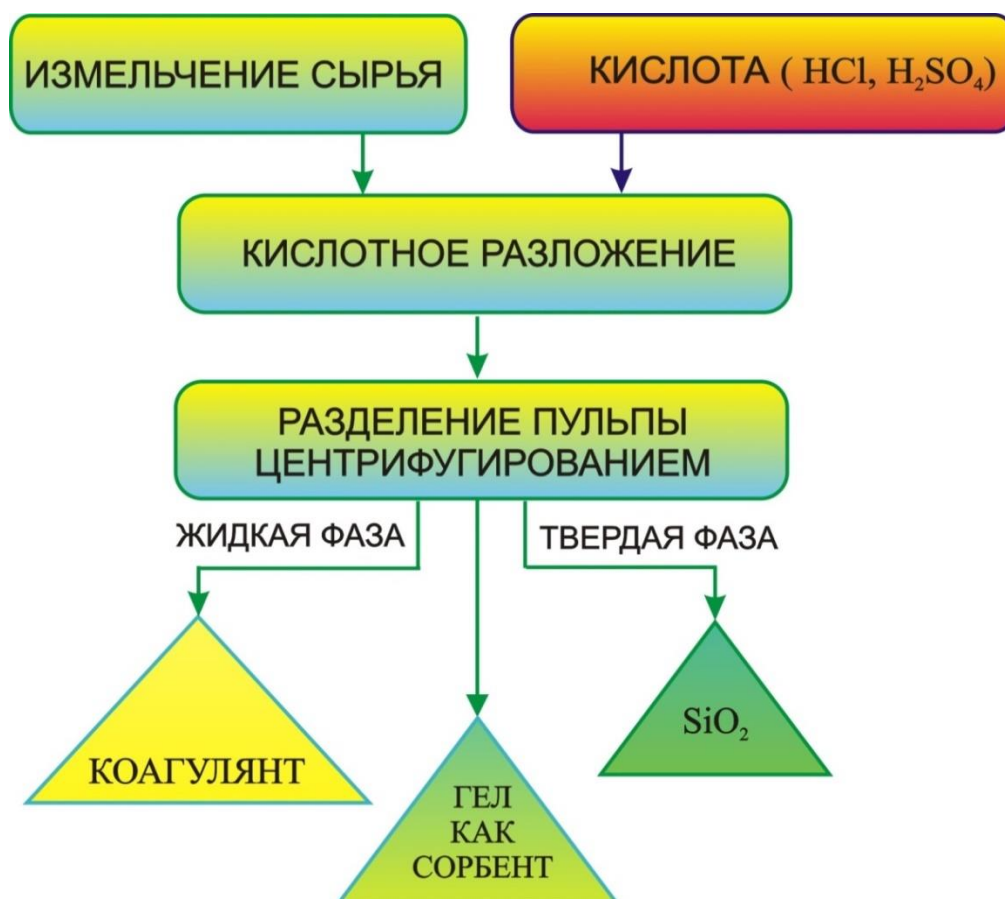 ИЗМЕЛЬЧЕНИЕ СЫРЬЯ
КИСЛОТА ( HCl, H₂SO₄)
КИСЛОТНОЕ РАЗЛОЖЕНИЕ
РАЗДЕЛЕНИЕ ПУЛЬПЫ
ЦЕНТРИФУГИРОВАНИЕМ
ЖИДКАЯ ФАЗА
ТВЕРДАЯ ФАЗА
КОАГУЛЯНТ
ГЕЛ
КАК
СОРБЕНТ
SiO₂